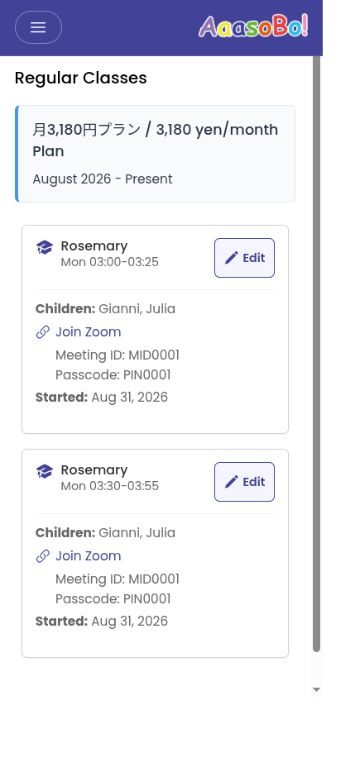 AaasoBo!
Regular Classes
月3,180円プラン / 3,180 yen/month
Plan
August 2026 - Present
Rosemary
Mon 03:00-03:25
Edit
Children: Gianni, Julia
Join Zoom
Meeting ID: MID0001
Passcode: PIN0001
Started: Aug 31, 2026
Rosemary
Mon 03:30-03:55
Edit
Children: Gianni, Julia
Join Zoom
Meeting ID: MID0001
Passcode: PIN0001
Started: Aug 31, 2026